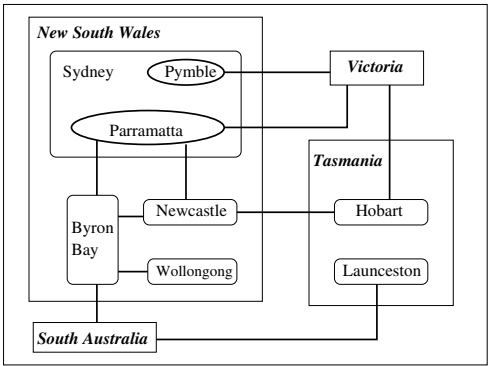 New South Wales
Sydney
Pymble
Parramatta
Victoria
Tasmania
Byron
Bay
Newcastle
Hobart
Wollongong
Launceston
South Australia